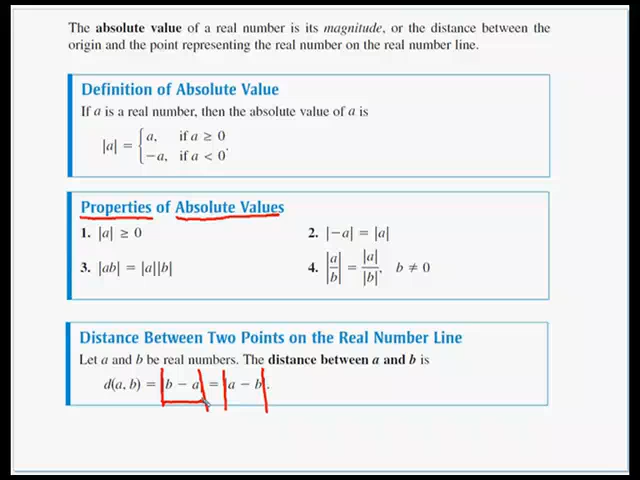 The absolute value of a real number is its magnitude, or the distance between the
origin and the point representing the real number on the real number line.
Definition of Absolute Value
If a is a real number, then the absolute value of a is
|a| = { a, if a ≥ 0
−a, if a < 0.
Properties of Absolute Values
1. |a| ≥ 0 2. |−a| = |a|
3. |ab| = |a||b| 4. |a/b| = |a|/|b|, b ≠ 0
Distance Between Two Points on the Real Number Line
Let a and b be real numbers. The distance between a and b is
d(a, b) = |b − a| = |a − b|.